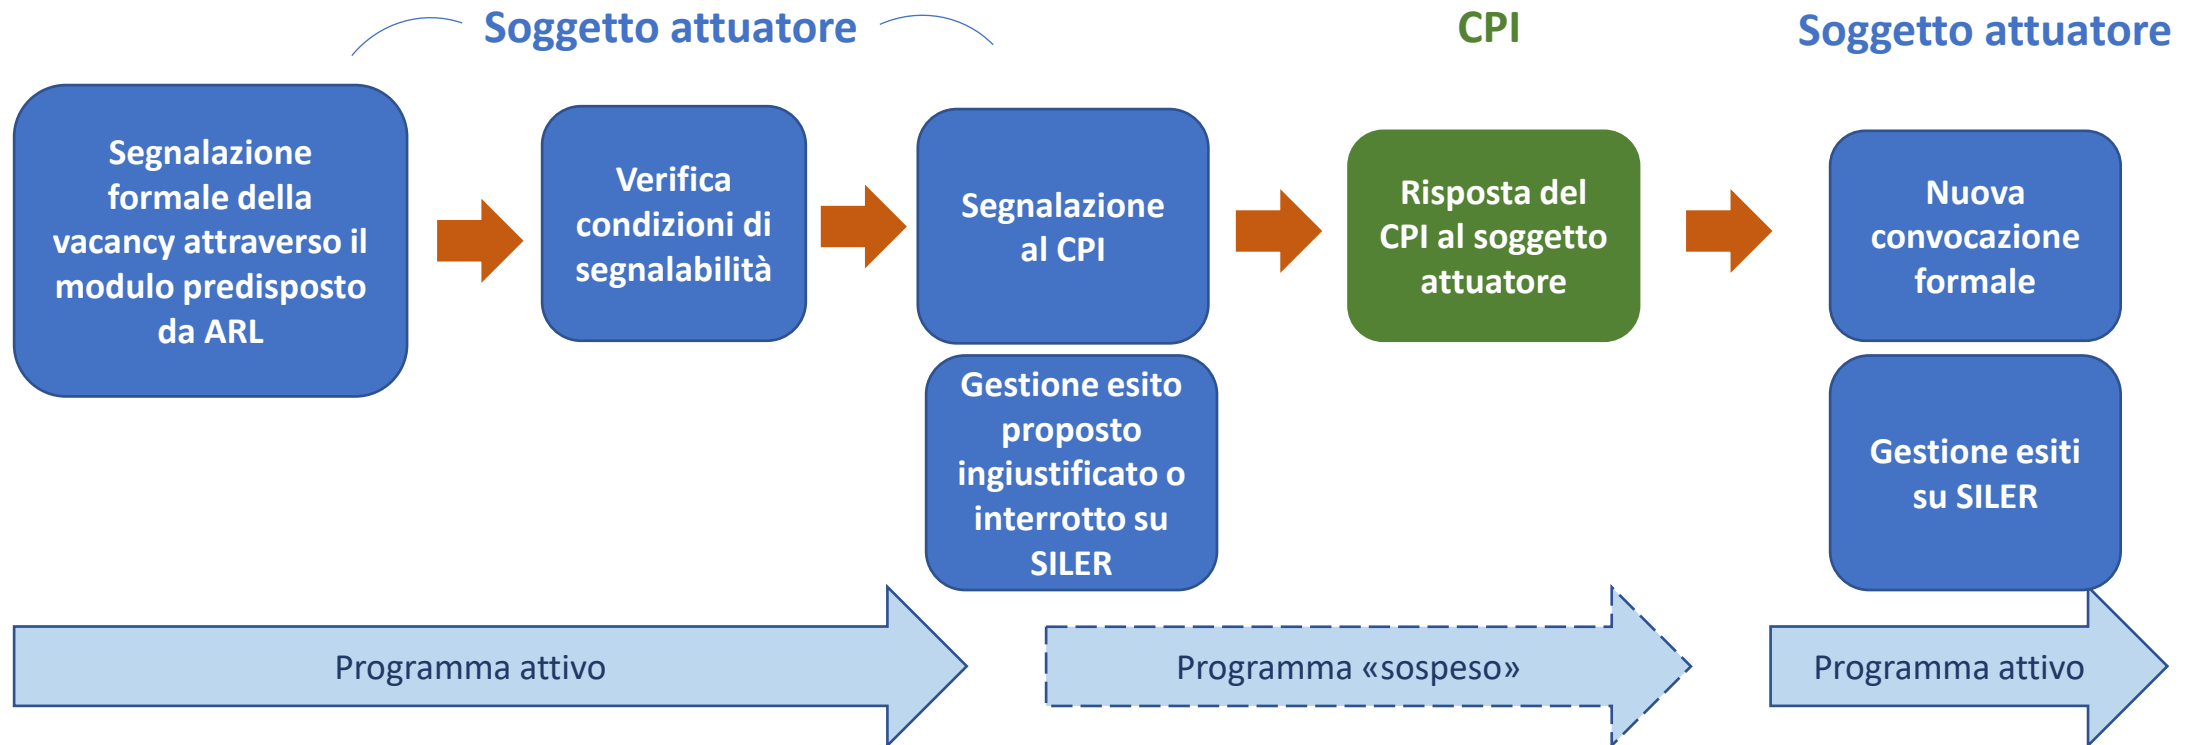 Soggetto attuatore
CPI
Soggetto attuatore
Segnalazione
formale della
vacancy attraverso il
modulo predisposto
da ARL
Verifica
condizioni di
segnalabilità
Segnalazione
al CPI
Risposta del
CPI al soggetto
attuatore
Nuova
convocazione
formale
Gestione esito
proposto
ingiustificato o
interrotto su
SILER
Gestione esiti
su SILER
Programma attivo
Programma «sospeso»
Programma attivo